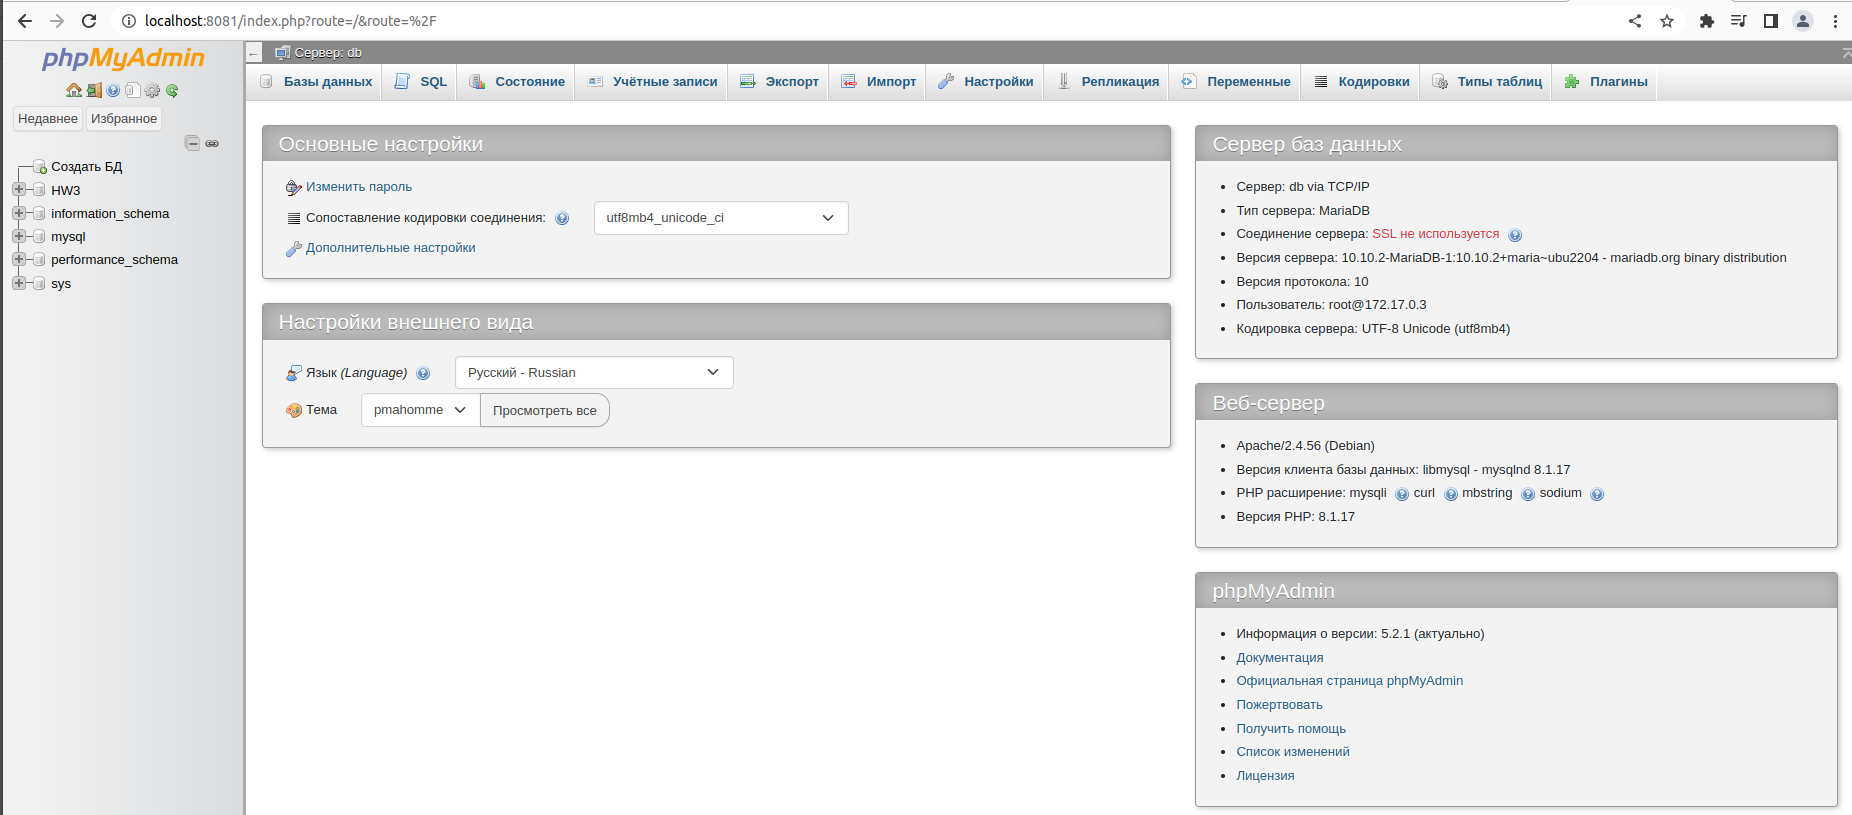 localhost:8081/index.php?route=/&route=%2F
phpMyAdmin
Недавнее Избранное
Создать БД
HW3
information_schema
mysql
performance_schema
sys
Сервер: db
Базы данных SQL Состояние Учётные записи Экспорт Импорт Настройки Репликация Переменные Кодировки Типы таблиц Плагины
Основные настройки
Изменить пароль
Сопоставление кодировки соединения: utf8mb4_unicode_ci
Дополнительные настройки
Настройки внешнего вида
Язык (Language) Русский - Russian
Тема pmahomme Просмотреть все
Сервер баз данных
Сервер: db via TCP/IP
Тип сервера: MariaDB
Соединение сервера: SSL не используется
Версия сервера: 10.10.2-MariaDB-1:10.10.2+maria~ubu2204 - mariadb.org binary distribution
Версия протокола: 10
Пользователь: root@172.17.0.3
Кодировка сервера: UTF-8 Unicode (utf8mb4)
Веб-сервер
Apache/2.4.56 (Debian)
Версия клиента базы данных: libmysql - mysqlnd 8.1.17
PHP расширение: mysqli curl mbstring sodium
Версия PHP: 8.1.17
phpMyAdmin
Информация о версии: 5.2.1 (актуально)
Документация
Официальная страница phpMyAdmin
Пожертвовать
Получить помощь
Список изменений
Лицензия